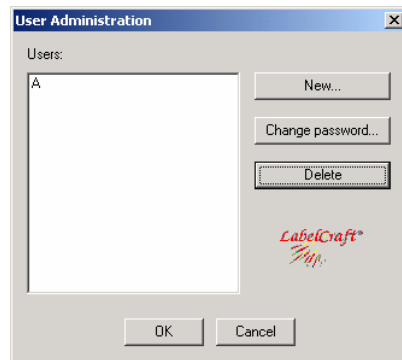 User Administration
Users:
A
New...
Change password...
Delete
LabelCraft®
OK
Cancel